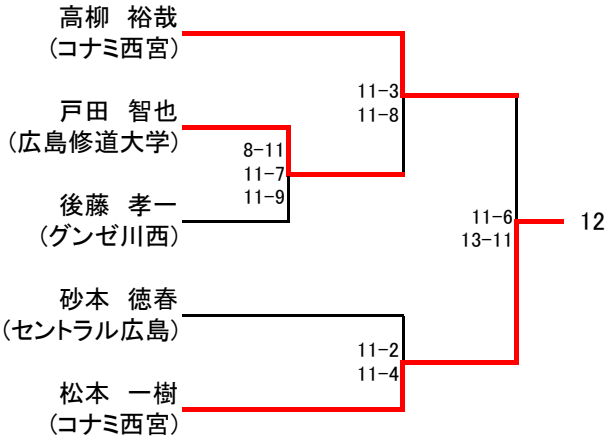 高柳　裕哉
(コナミ西宮)
11-3
11-8
戸田　智也
(広島修道大学)
8-11
11-7
11-9
後藤　孝一
(グンゼ川西)
11-6
13-11
12
砂本　徳春
(セントラル広島)
11-2
11-4
松本　一樹
(コナミ西宮)